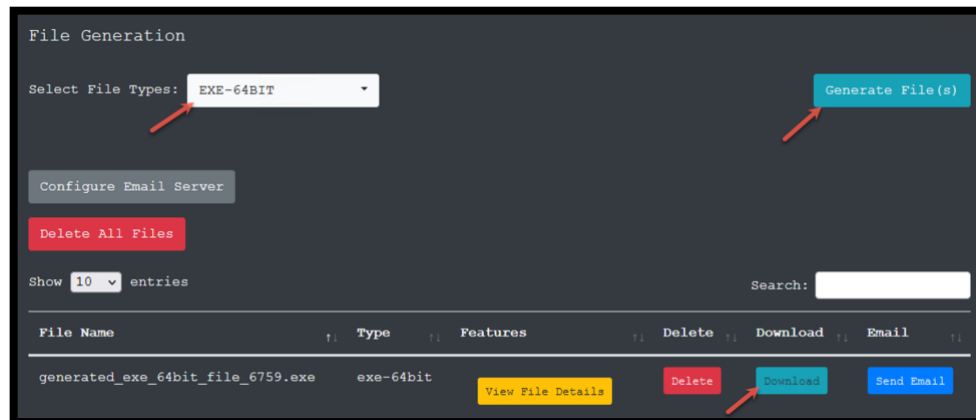 File Generation
Select File Types: EXE-64BIT Generate File(s)
Configure Email Server
Delete All Files
Show 10 entries Search:
File Name Type Features Delete Download Email
generated_exe_64bit_file_6759.exe exe-64bit View File Details Delete Download Send Email